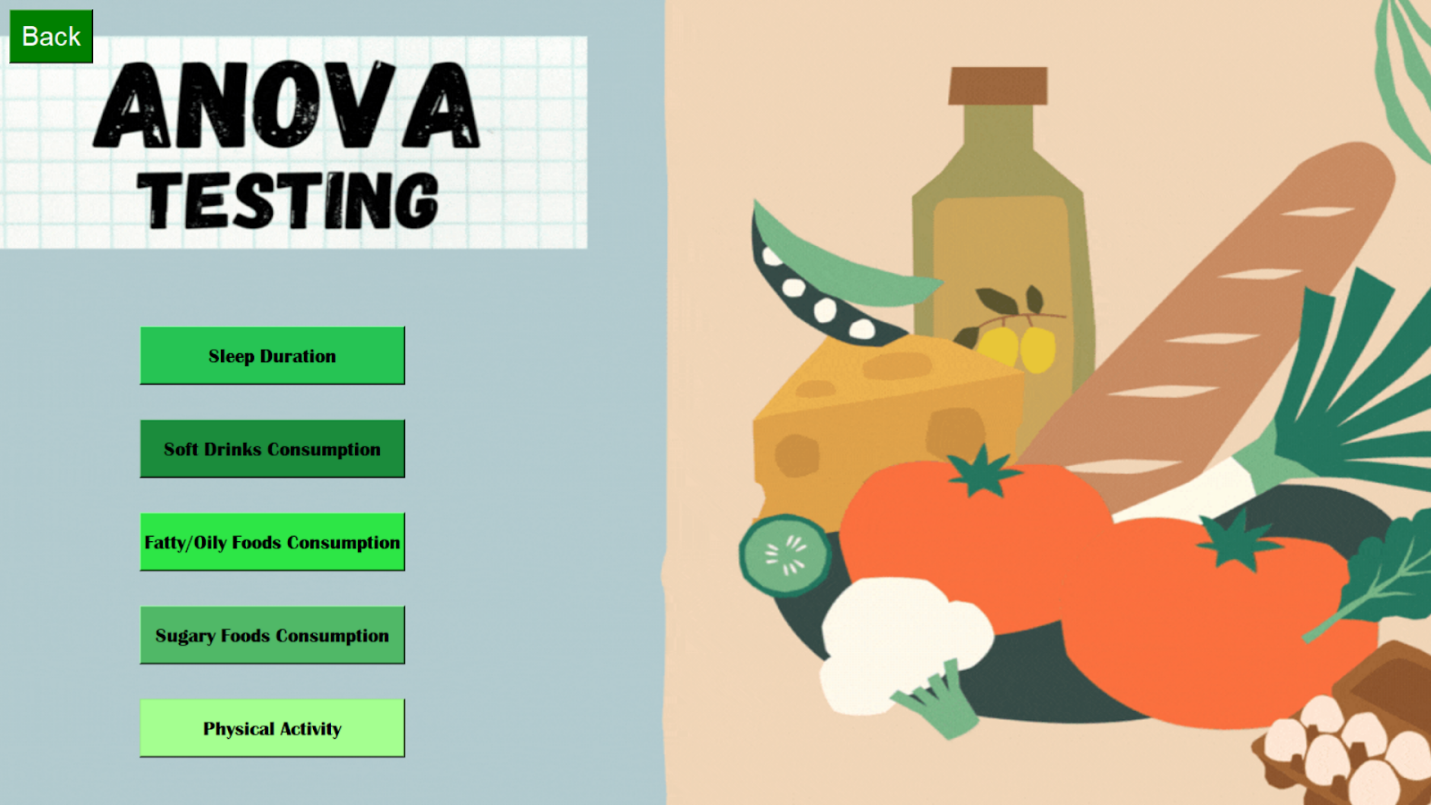 Back
ANOVA
TESTING
Sleep Duration
Soft Drinks Consumption
Fatty/Oily Foods Consumption
Sugary Foods Consumption
Physical Activity